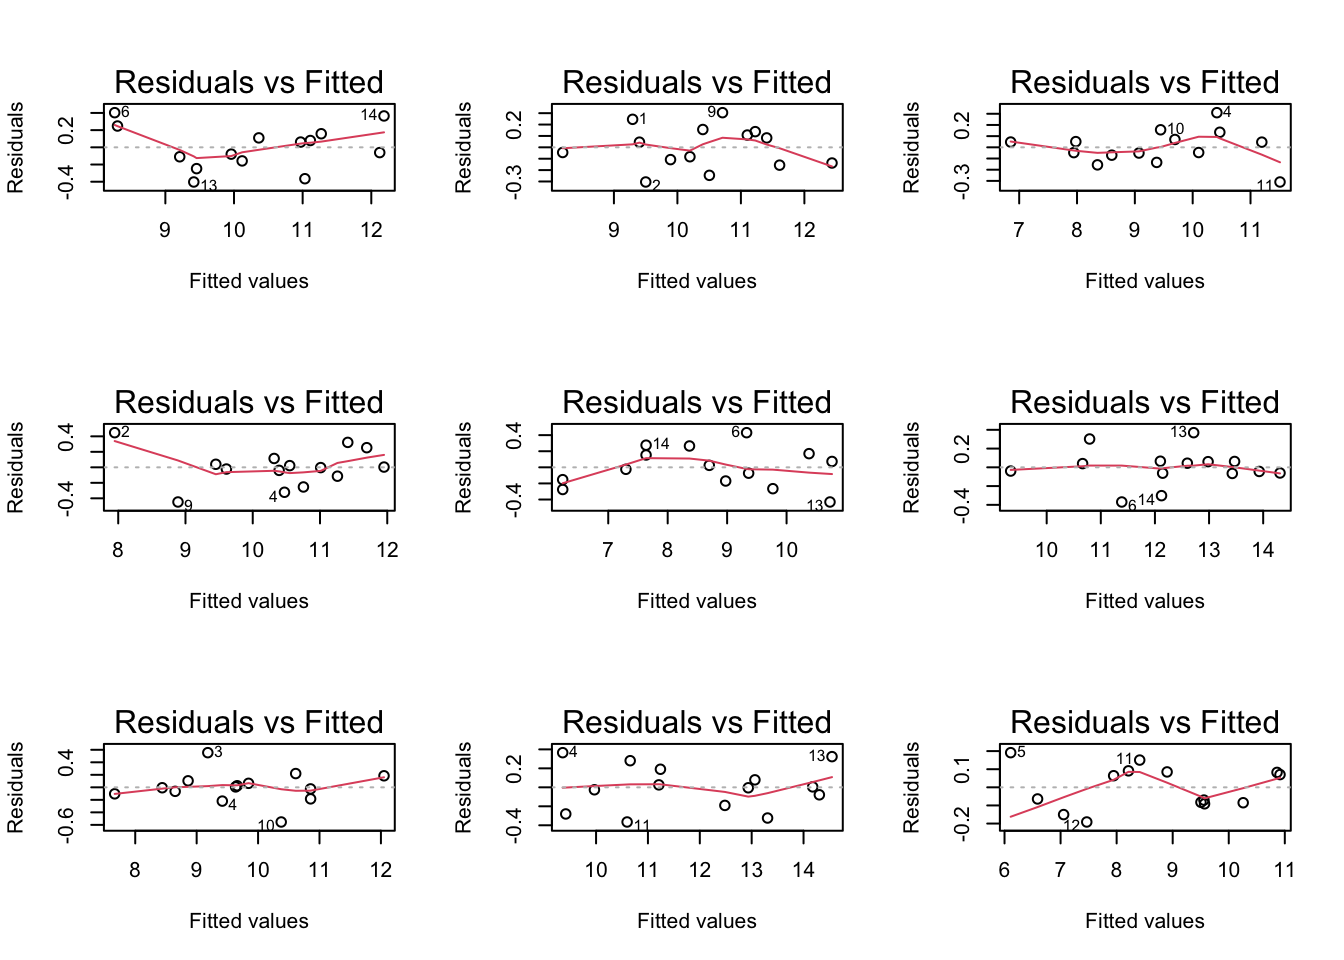 Residuals vs Fitted
Residuals
0.2
-0.4
6
13
14
9 10 11 12
Fitted values
Residuals vs Fitted
Residuals
0.2
-0.3
1
2
9
9 10 11 12
Fitted values
Residuals vs Fitted
Residuals
0.2
-0.3
10
4
11
7 8 9 10 11
Fitted values
Residuals vs Fitted
Residuals
0.4
-0.4
2
9
4
8 9 10 11 12
Fitted values
Residuals vs Fitted
Residuals
0.4
-0.4
14
6
13
7 8 9 10
Fitted values
Residuals vs Fitted
Residuals
0.2
-0.4
13
6
14
10 11 12 13 14
Fitted values
Residuals vs Fitted
Residuals
0.4
-0.6
3
4
10
8 9 10 11 12
Fitted values
Residuals vs Fitted
Residuals
0.2
-0.4
4
11
13
10 11 12 13 14
Fitted values
Residuals vs Fitted
Residuals
0.1
-0.2
5
11
12
6 7 8 9 10 11
Fitted values